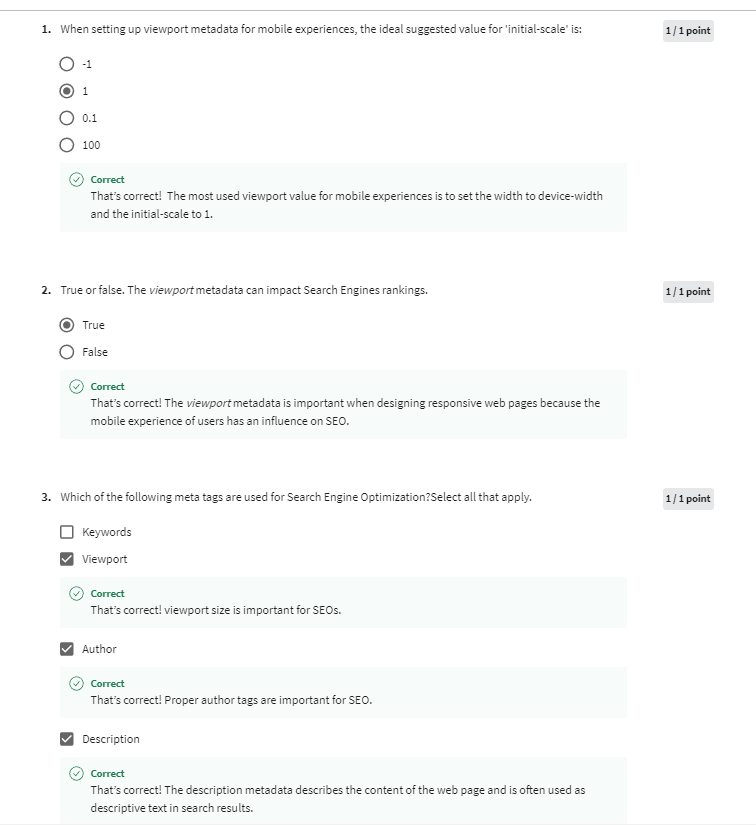 1. When setting up viewport metadata for mobile experiences, the ideal suggested value for 'initial-scale' is: 1 / 1 point
-1
1
0.1
100
Correct
That's correct!  The most used viewport value for mobile experiences is to set the width to device-width
and the initial-scale to 1.
2. True or false. The viewport metadata can impact Search Engines rankings. 1 / 1 point
True
False
Correct
That's correct! The viewport metadata is important when designing responsive web pages because the
mobile experience of users has an influence on SEO.
3. Which of the following meta tags are used for Search Engine Optimization?Select all that apply. 1 / 1 point
Keywords
Viewport
Correct
That's correct! viewport size is important for SEOs.
Author
Correct
That's correct! Proper author tags are important for SEO.
Description
Correct
That's correct! The description metadata describes the content of the web page and is often used as
descriptive text in search results.